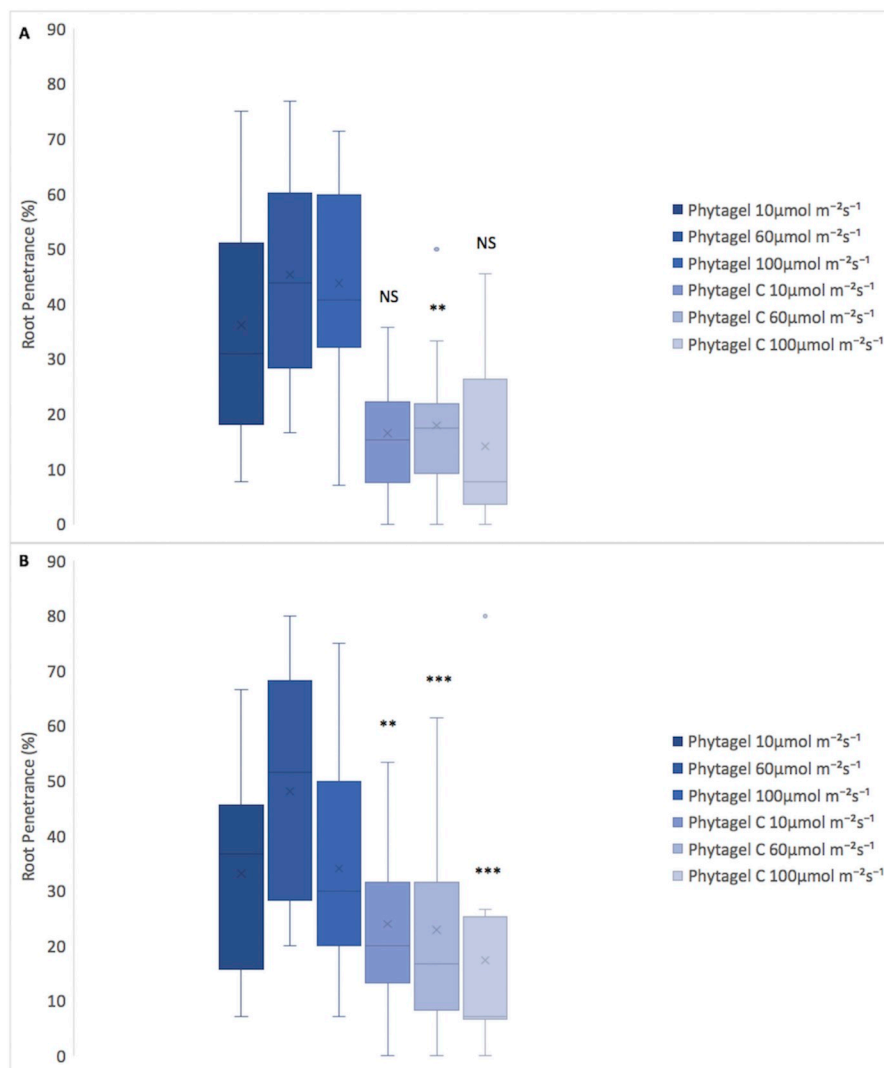 A
90
80
70
60
50
40
30
20
10
0
Root Penetrance (%)
NS
**
NS
Phytagel 10μmol m⁻²s⁻¹
Phytagel 60μmol m⁻²s⁻¹
Phytagel 100μmol m⁻²s⁻¹
Phytagel C 10μmol m⁻²s⁻¹
Phytagel C 60μmol m⁻²s⁻¹
Phytagel C 100μmol m⁻²s⁻¹
B
90
80
70
60
50
40
30
20
10
0
Root Penetrance (%)
**
***
***
Phytagel 10μmol m⁻²s⁻¹
Phytagel 60μmol m⁻²s⁻¹
Phytagel 100μmol m⁻²s⁻¹
Phytagel C 10μmol m⁻²s⁻¹
Phytagel C 60μmol m⁻²s⁻¹
Phytagel C 100μmol m⁻²s⁻¹